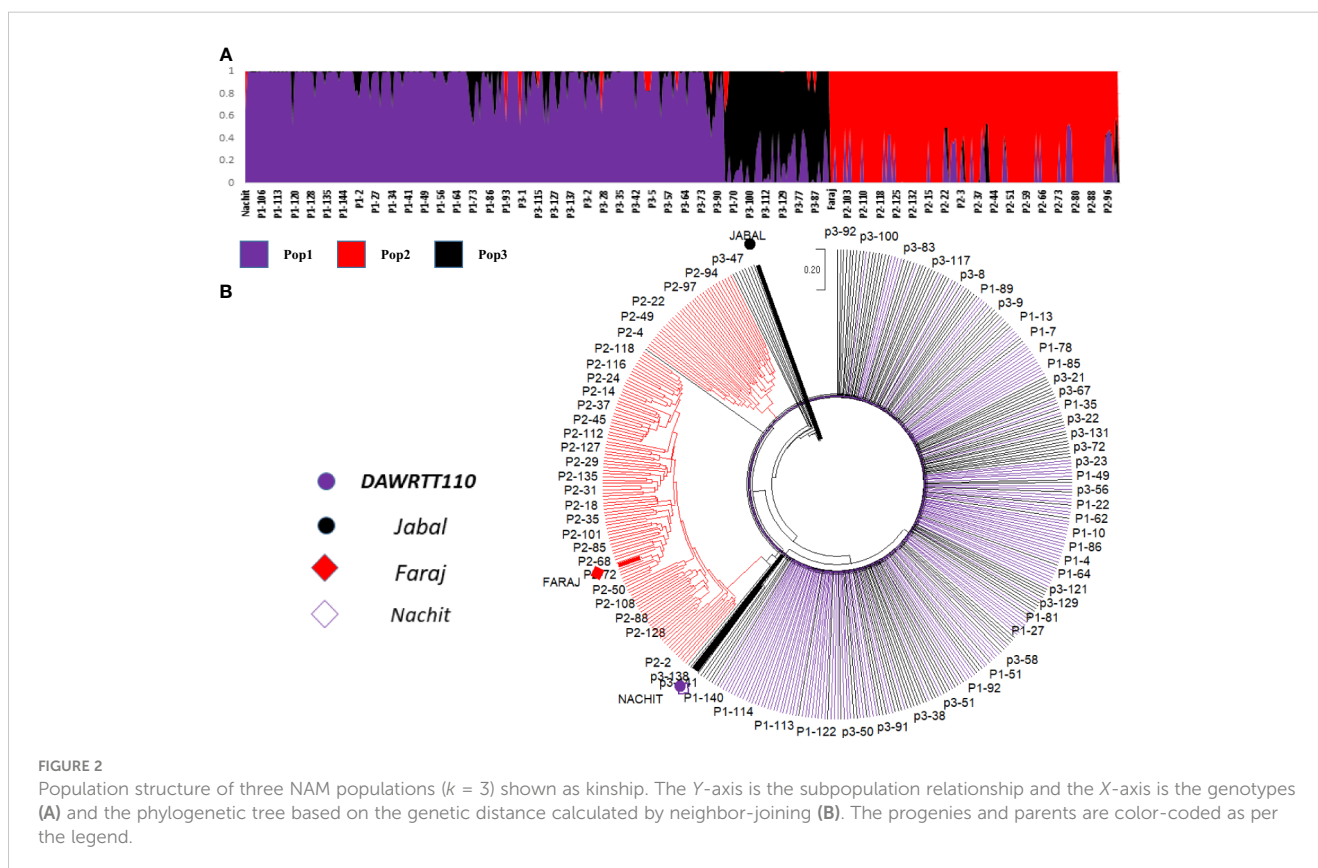 A
1
0.8
0.6
0.4
0.2
0
Nachit P1-106 P1-113 P1-120 P1-128 P1-135 P1-144 P1-2 P1-27 P1-34 P1-41 P1-49 P1-56 P1-64 P1-73 P1-86 P1-93 P3-1 P3-115 P3-127 P3-137 P3-2 P3-28 P3-35 P3-42 P3-5 P3-57 P3-64 P3-73 P3-90 P1-70 P3-100 P3-112 P3-129 P3-77 P3-87 Faraj P2-103 P2-110 P2-118 P2-125 P2-132 P2-15 P2-22 P2-3 P2-37 P2-44 P2-51 P2-59 P2-66 P2-73 P2-80 P2-88 P2-96
Pop1 Pop2 Pop3
B
JABAL
0.20
p3-92
p3-100
p3-83
p3-117
p3-8
P1-89
p3-9
P1-13
P1-7
P1-78
P1-85
p3-21
p3-67
P1-35
p3-22
p3-131
p3-72
p3-23
P1-49
p3-56
P1-22
P1-62
P1-10
P1-86
P1-4
P1-64
p3-121
p3-129
P1-81
P1-27
p3-58
P1-51
P1-92
p3-51
p3-38
p3-91
p3-50
P1-122
P1-113
P1-114
P1-140
NACHIT
p3-138
P2-2
P2-128
P2-88
P2-108
P2-50
FARAJ
P2-68
P2-85
P2-101
P2-35
P2-18
P2-31
P2-135
P2-29
P2-127
P2-112
P2-45
P2-37
P2-14
P2-24
P2-116
P2-118
P2-4
P2-49
P2-22
P2-97
P2-94
p3-47
DAWRTT110
Jabal
Faraj
Nachit
FIGURE 2
Population structure of three NAM populations (k = 3) shown as kinship. The Y-axis is the subpopulation relationship and the X-axis is the genotypes
(A) and the phylogenetic tree based on the genetic distance calculated by neighbor-joining (B). The progenies and parents are color-coded as per
the legend.